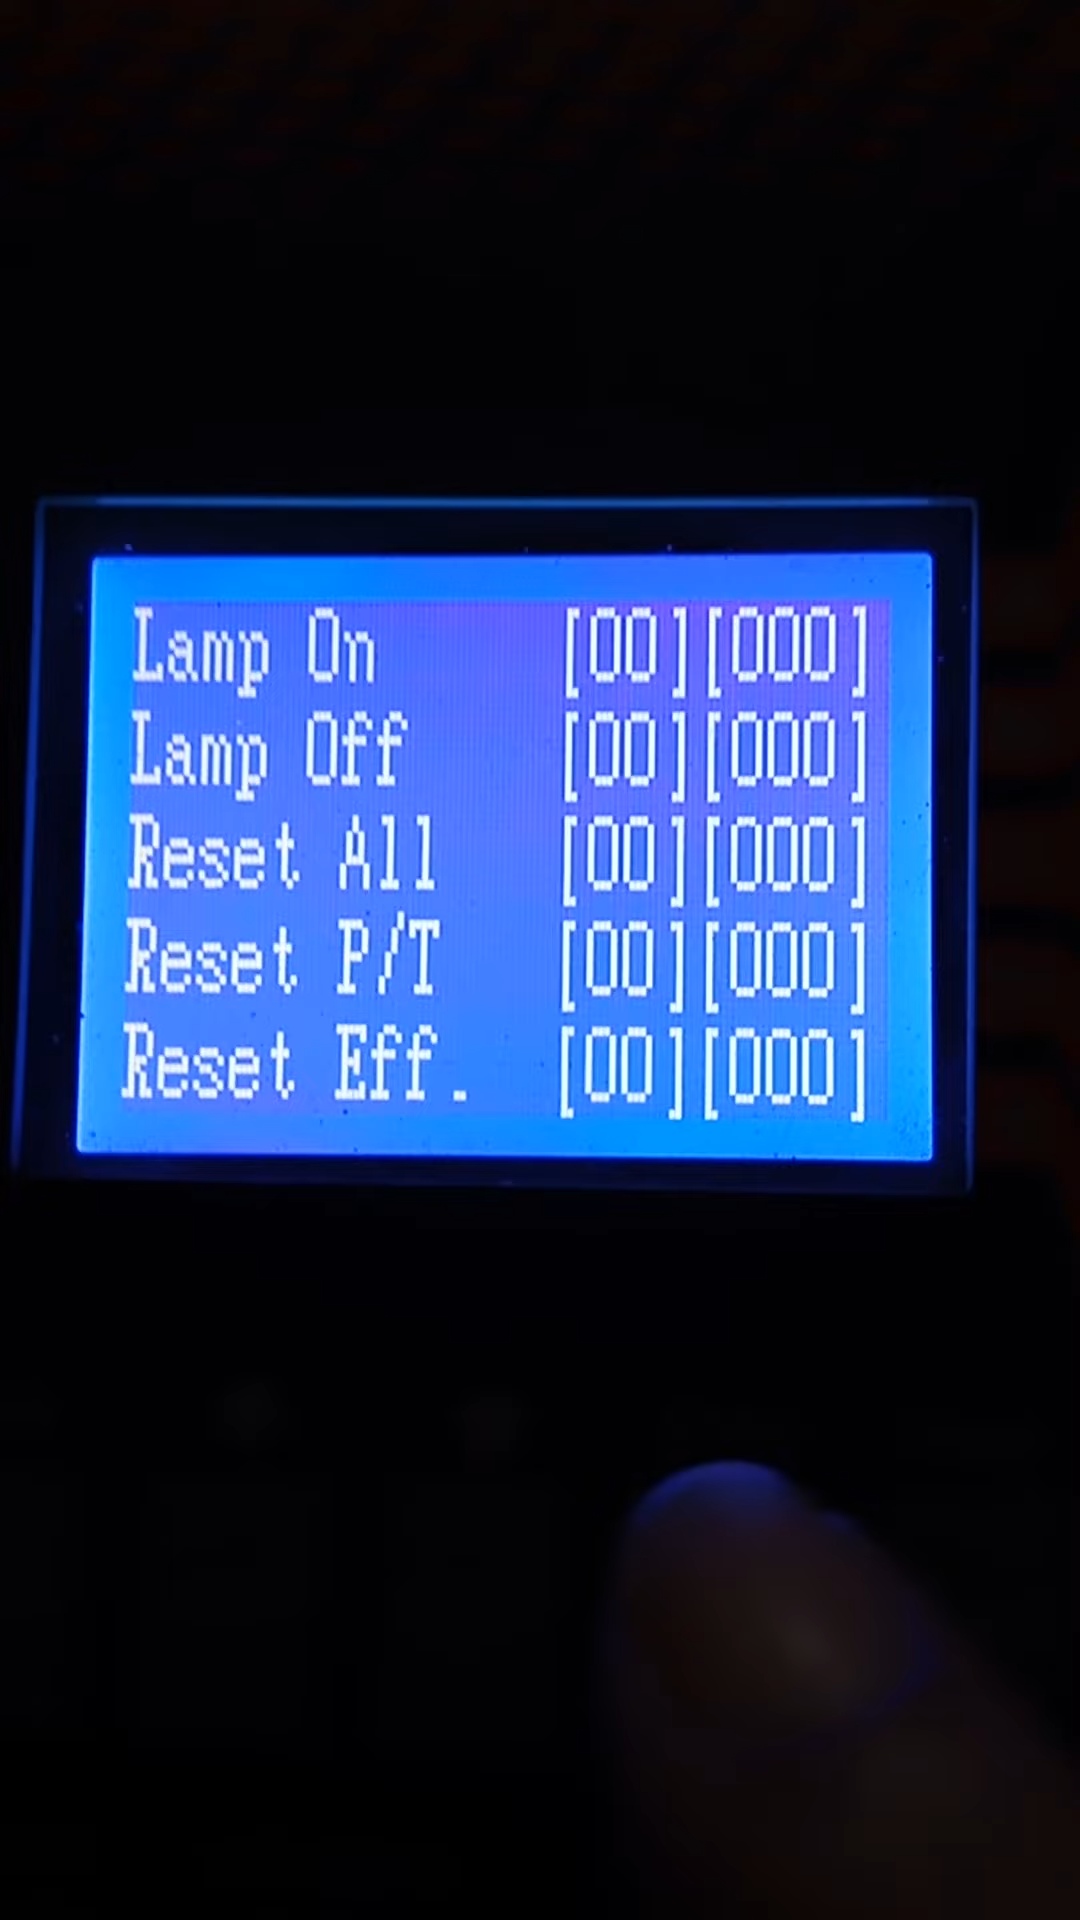 Lamp On [00][000]
Lamp Off [00][000]
Reset All [00][000]
Reset P/T [00][000]
Reset Eff. [00][000]